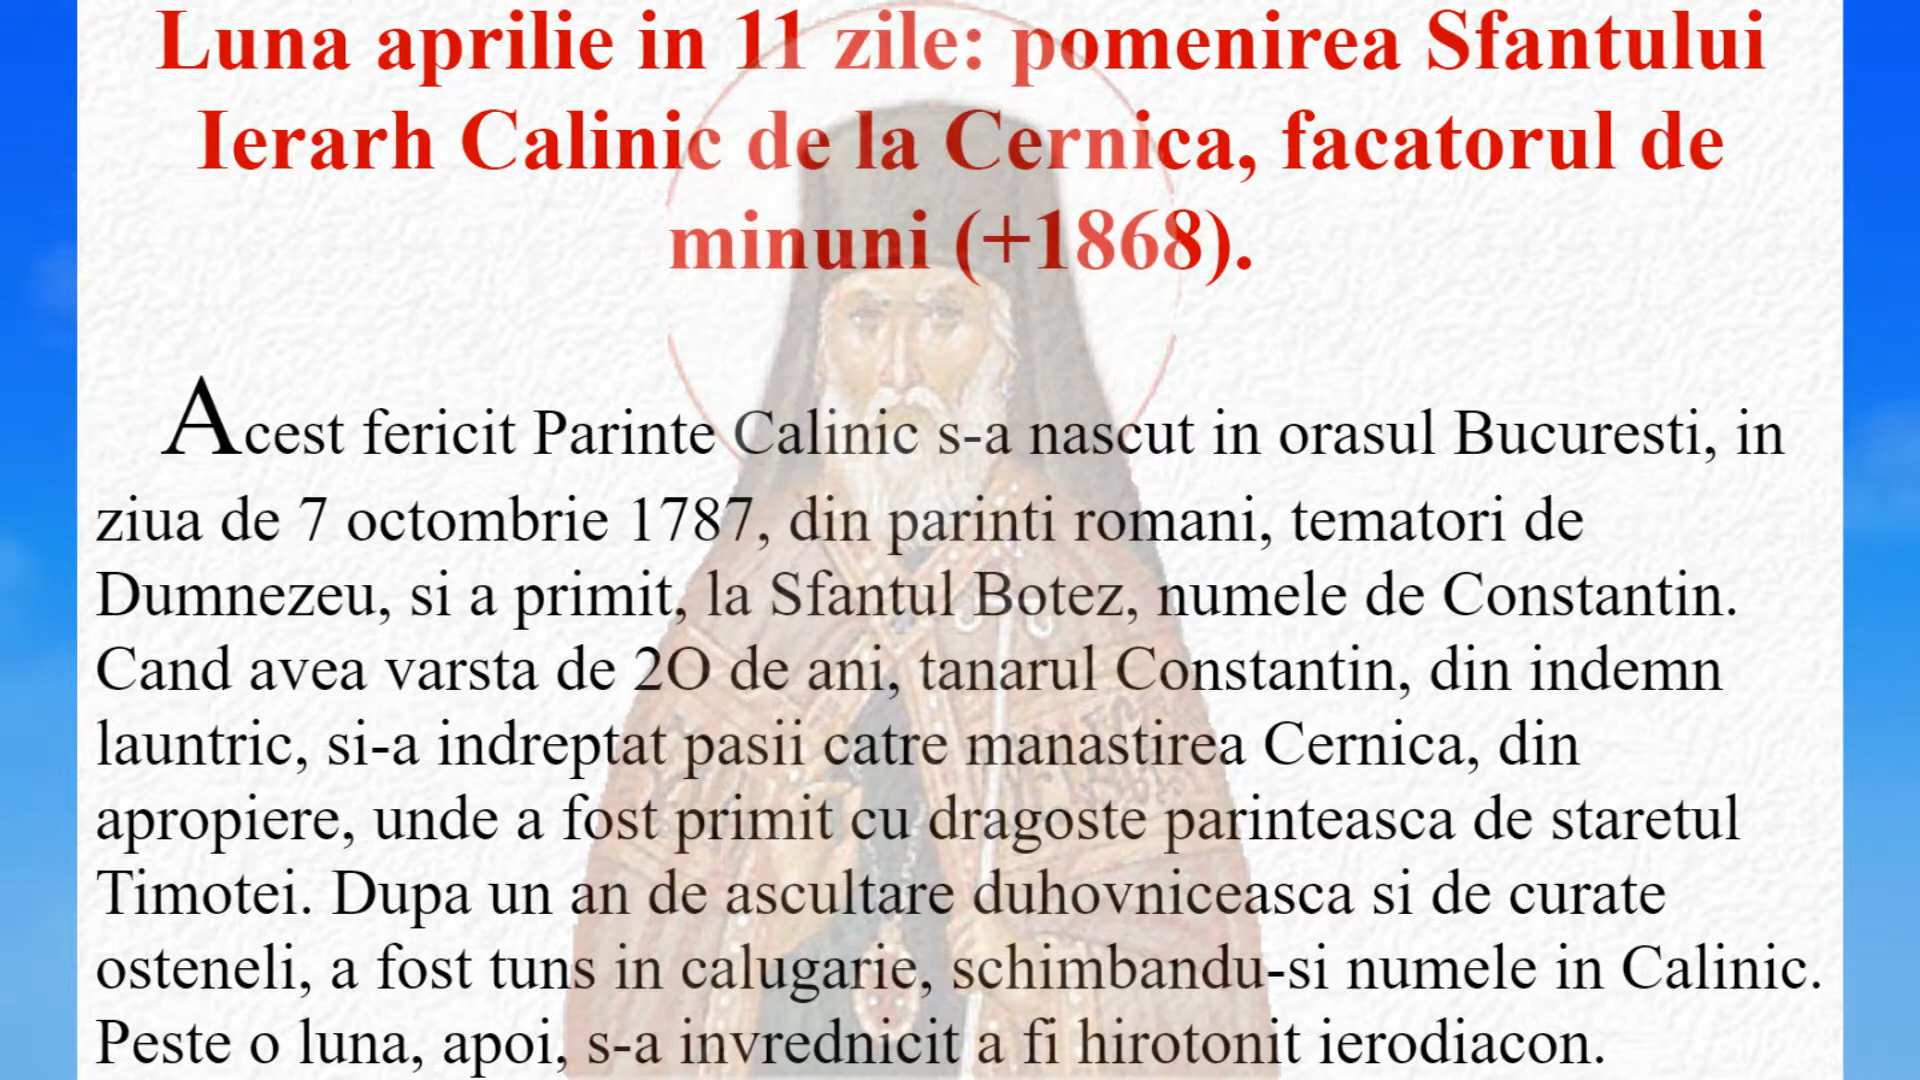 Luna aprilie in 11 zile: pomenirea Sfantului
Ierarh Calinic de la Cernica, facatorul de
minuni (+1868).
Acest fericit Parinte Calinic s-a nascut in orasul Bucuresti, in
ziua de 7 octombrie 1787, din parinti romani, tematori de
Dumnezeu, si a primit, la Sfantul Botez, numele de Constantin.
Cand avea varsta de 2O de ani, tanarul Constantin, din indemn
launtric, si-a indreptat pasii catre manastirea Cernica, din
apropiere, unde a fost primit cu dragoste parinteasca de staretul
Timotei. Dupa un an de ascultare duhovniceasca si de curate
osteneli, a fost tuns in calugarie, schimbandu-si numele in Calinic.
Peste o luna, apoi, s-a invrednicit a fi hirotonit ierodiacon.